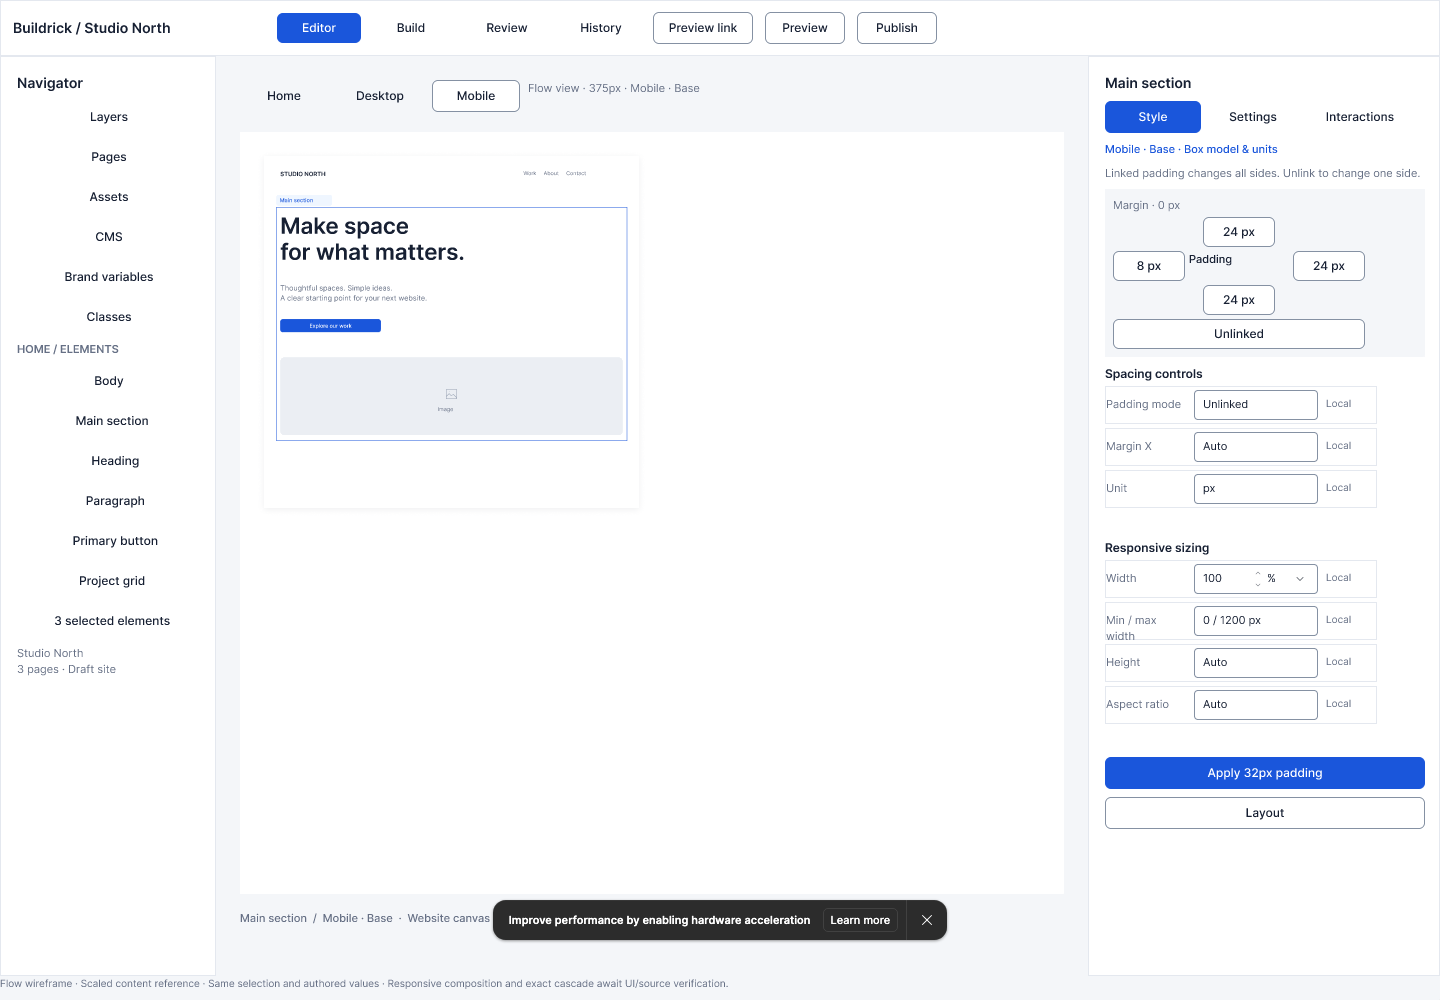 Buildrick / Studio North
Editor
Build
Review
History
Preview link
Preview
Publish
Navigator
Layers
Pages
Assets
CMS
Brand variables
Classes
HOME / ELEMENTS
Body
Main section
Heading
Paragraph
Primary button
Project grid
3 selected elements
Studio North
3 pages · Draft site
Home
Desktop
Mobile
Flow view · 375px · Mobile · Base
STUDIO NORTH
Work About Contact
Main section
Make space
for what matters.
Thoughtful spaces. Simple ideas.
A clear starting point for your next website.
Explore our work
Image
Main section / Mobile · Base · Website canvas
Improve performance by enabling hardware acceleration
Learn more
Main section
Style
Settings
Interactions
Mobile · Base · Box model & units
Linked padding changes all sides. Unlink to change one side.
Margin · 0 px
24 px
8 px
Padding
24 px
24 px
Unlinked
Spacing controls
Padding mode Unlinked Local
Margin X Auto Local
Unit px Local
Responsive sizing
Width 100 % Local
Min / max
width
0 / 1200 px Local
Height Auto Local
Aspect ratio Auto Local
Apply 32px padding
Layout
Flow wireframe · Scaled content reference · Same selection and authored values · Responsive composition and exact cascade await UI/source verification.